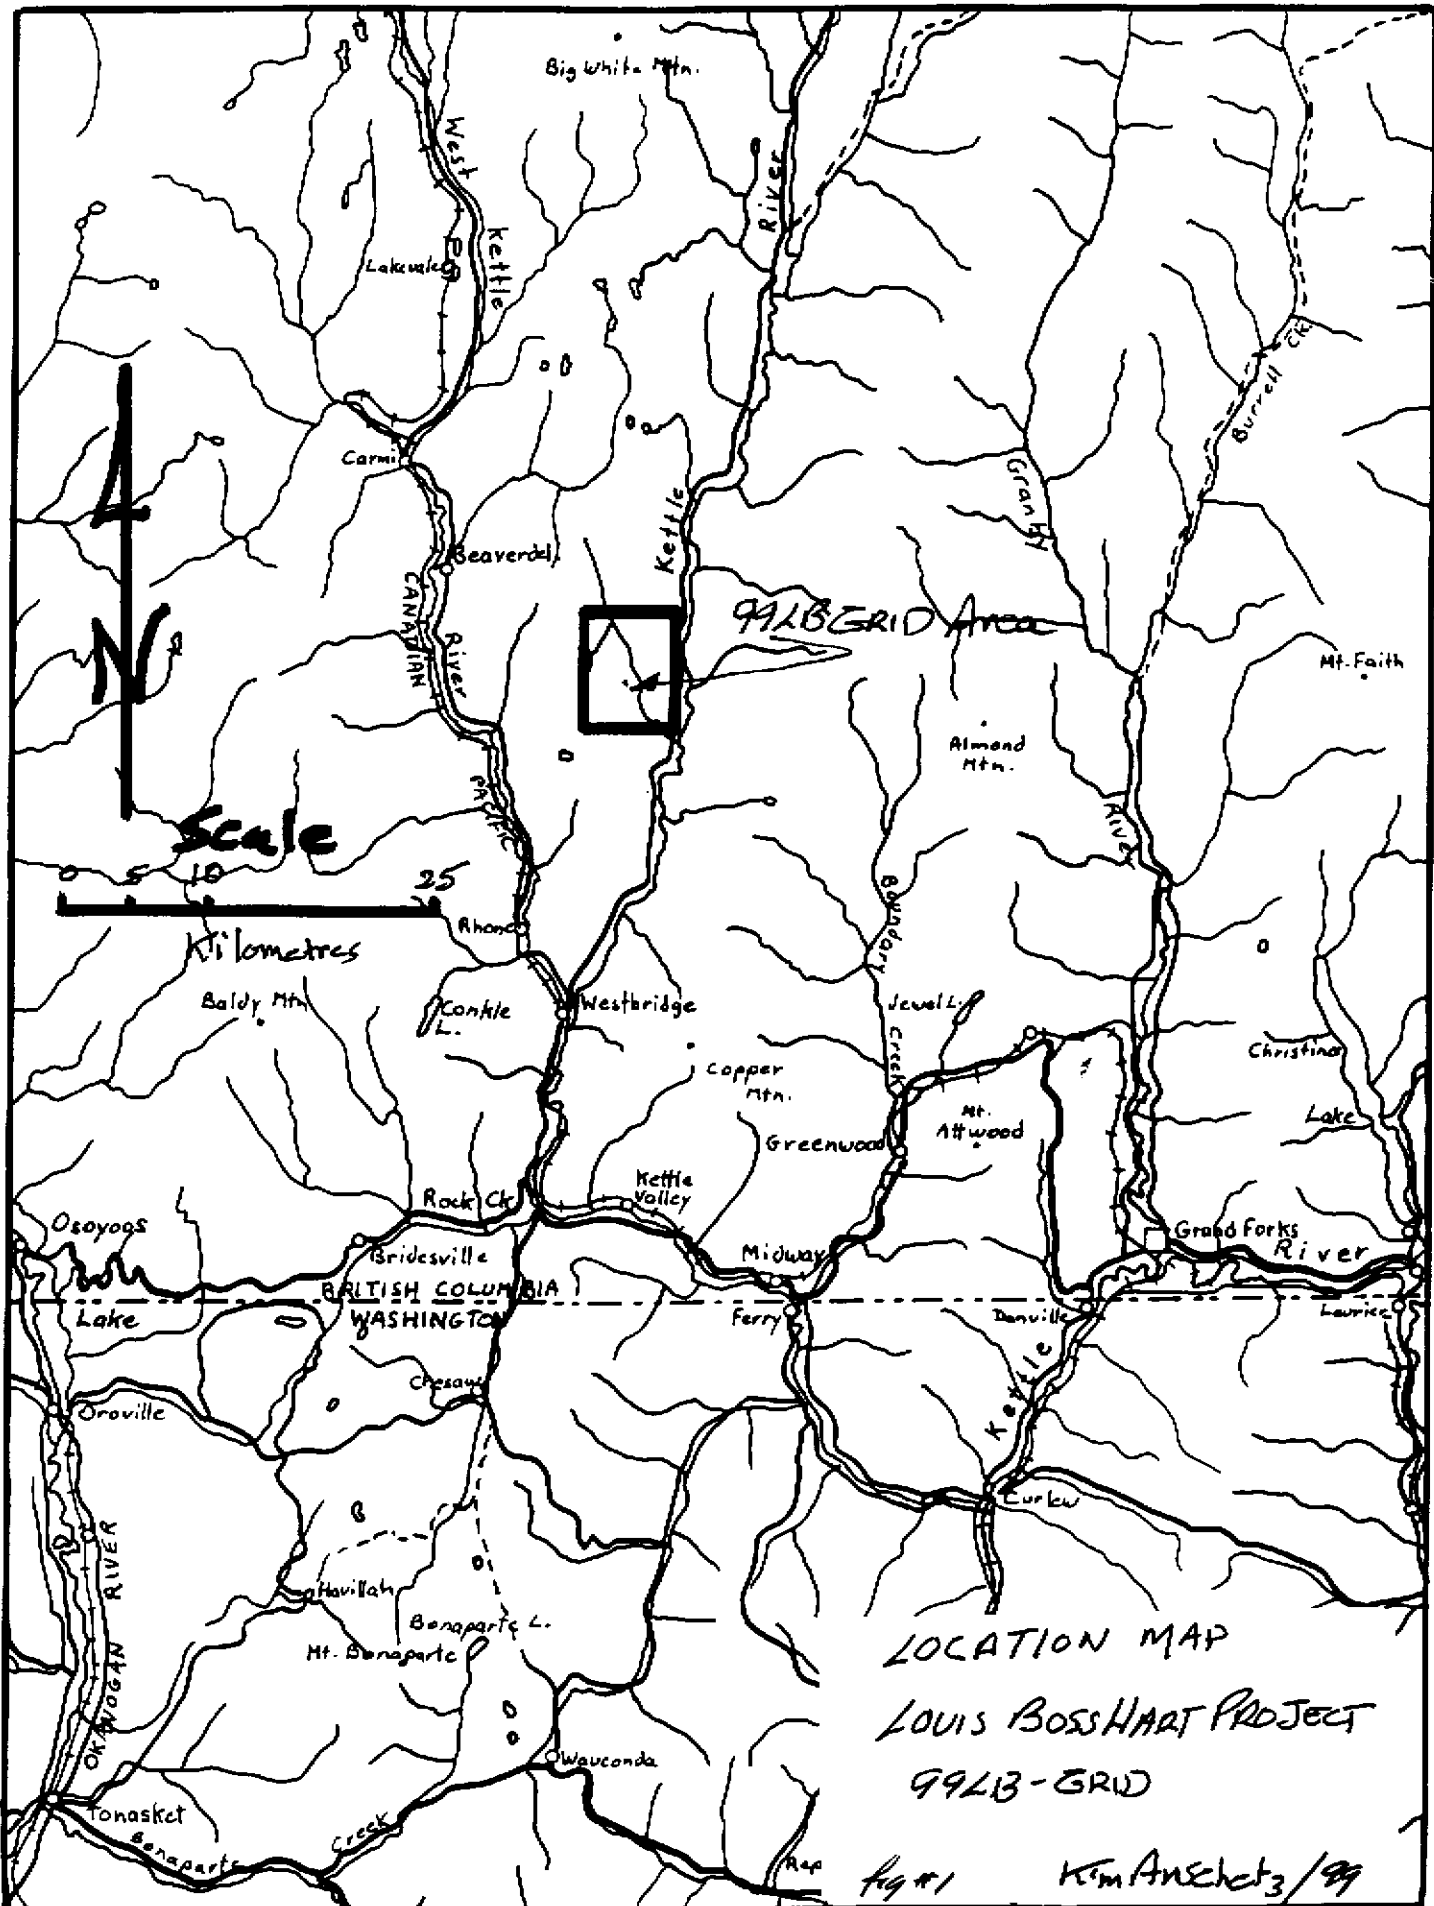 Big White Mtn.
West
River
Kettle
Lakevale
Burrell Ck.
Carmi
Granby
Kettle
Beaverdel
CANADIAN
River
99LB GRID Area
Mt. Faith
N
Almond
Mtn.
PACIFIC
River
Scale
0 5 10 25
Kilometres
Boundary
Rhone
Baldy Mtn
Conkle
L.
Westbridge
Jewel L.
Creek
Christina
Copper
Mtn.
Mt.
Attwood
Lake
Greenwood
Kettle
Valley
Rock Ck
Osoyoos
Grand Forks
River
Bridesville
Midway
BRITISH COLUMBIA
Lake
WASHINGTON
Ferry
Danville
Laurier
Kettle
Chesaw
Oroville
Curlew
RIVER
Havillah
Bonaparte L.
Mt. Bonaparte
OKANOGAN
LOCATION MAP
LOUIS BOSSHART PROJECT
Wauconda
99LB-GRID
Tonasket
Creek
Bonaparte
Rep
fig #1
Kim Anschetz/99